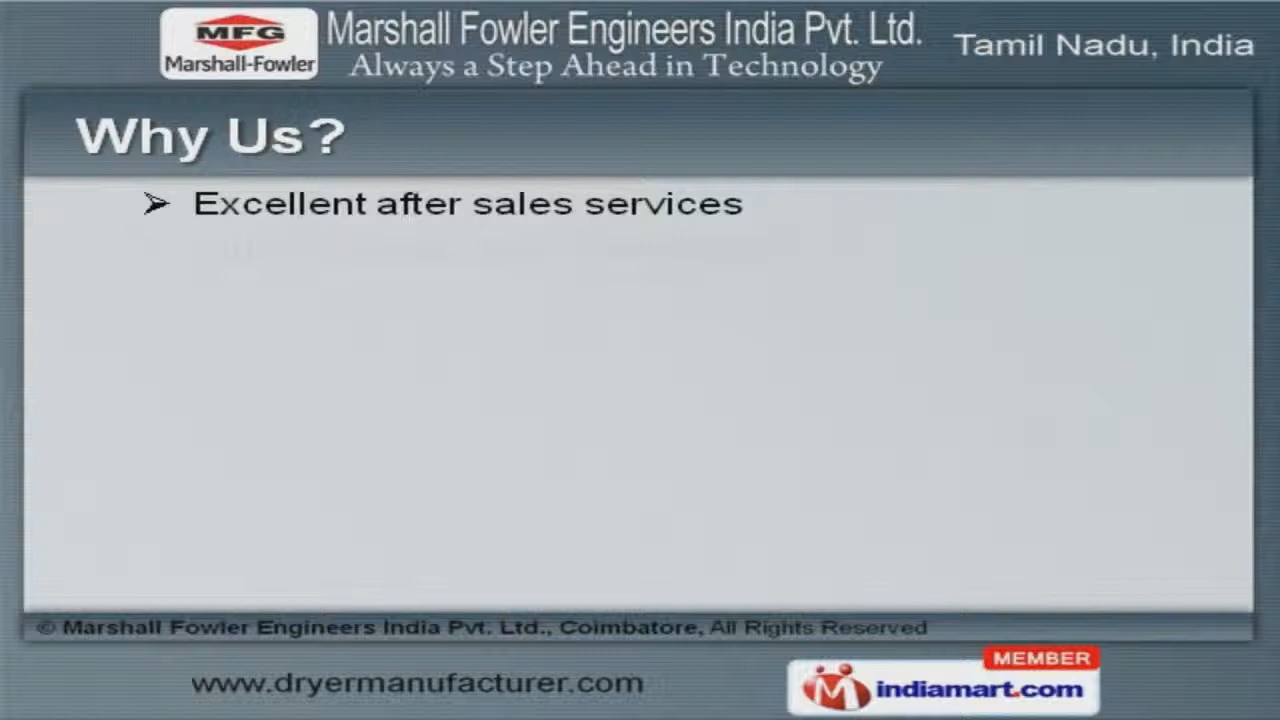 MFG
Marshall-Fowler
Marshall Fowler Engineers India Pvt. Ltd.
Always a Step Ahead in Technology
Tamil Nadu, India
Why Us?
➢ Excellent after sales services
© Marshall Fowler Engineers India Pvt. Ltd., Coimbatore, All Rights Reserved
www.dryermanufacturer.com
MEMBER
indiamart.com